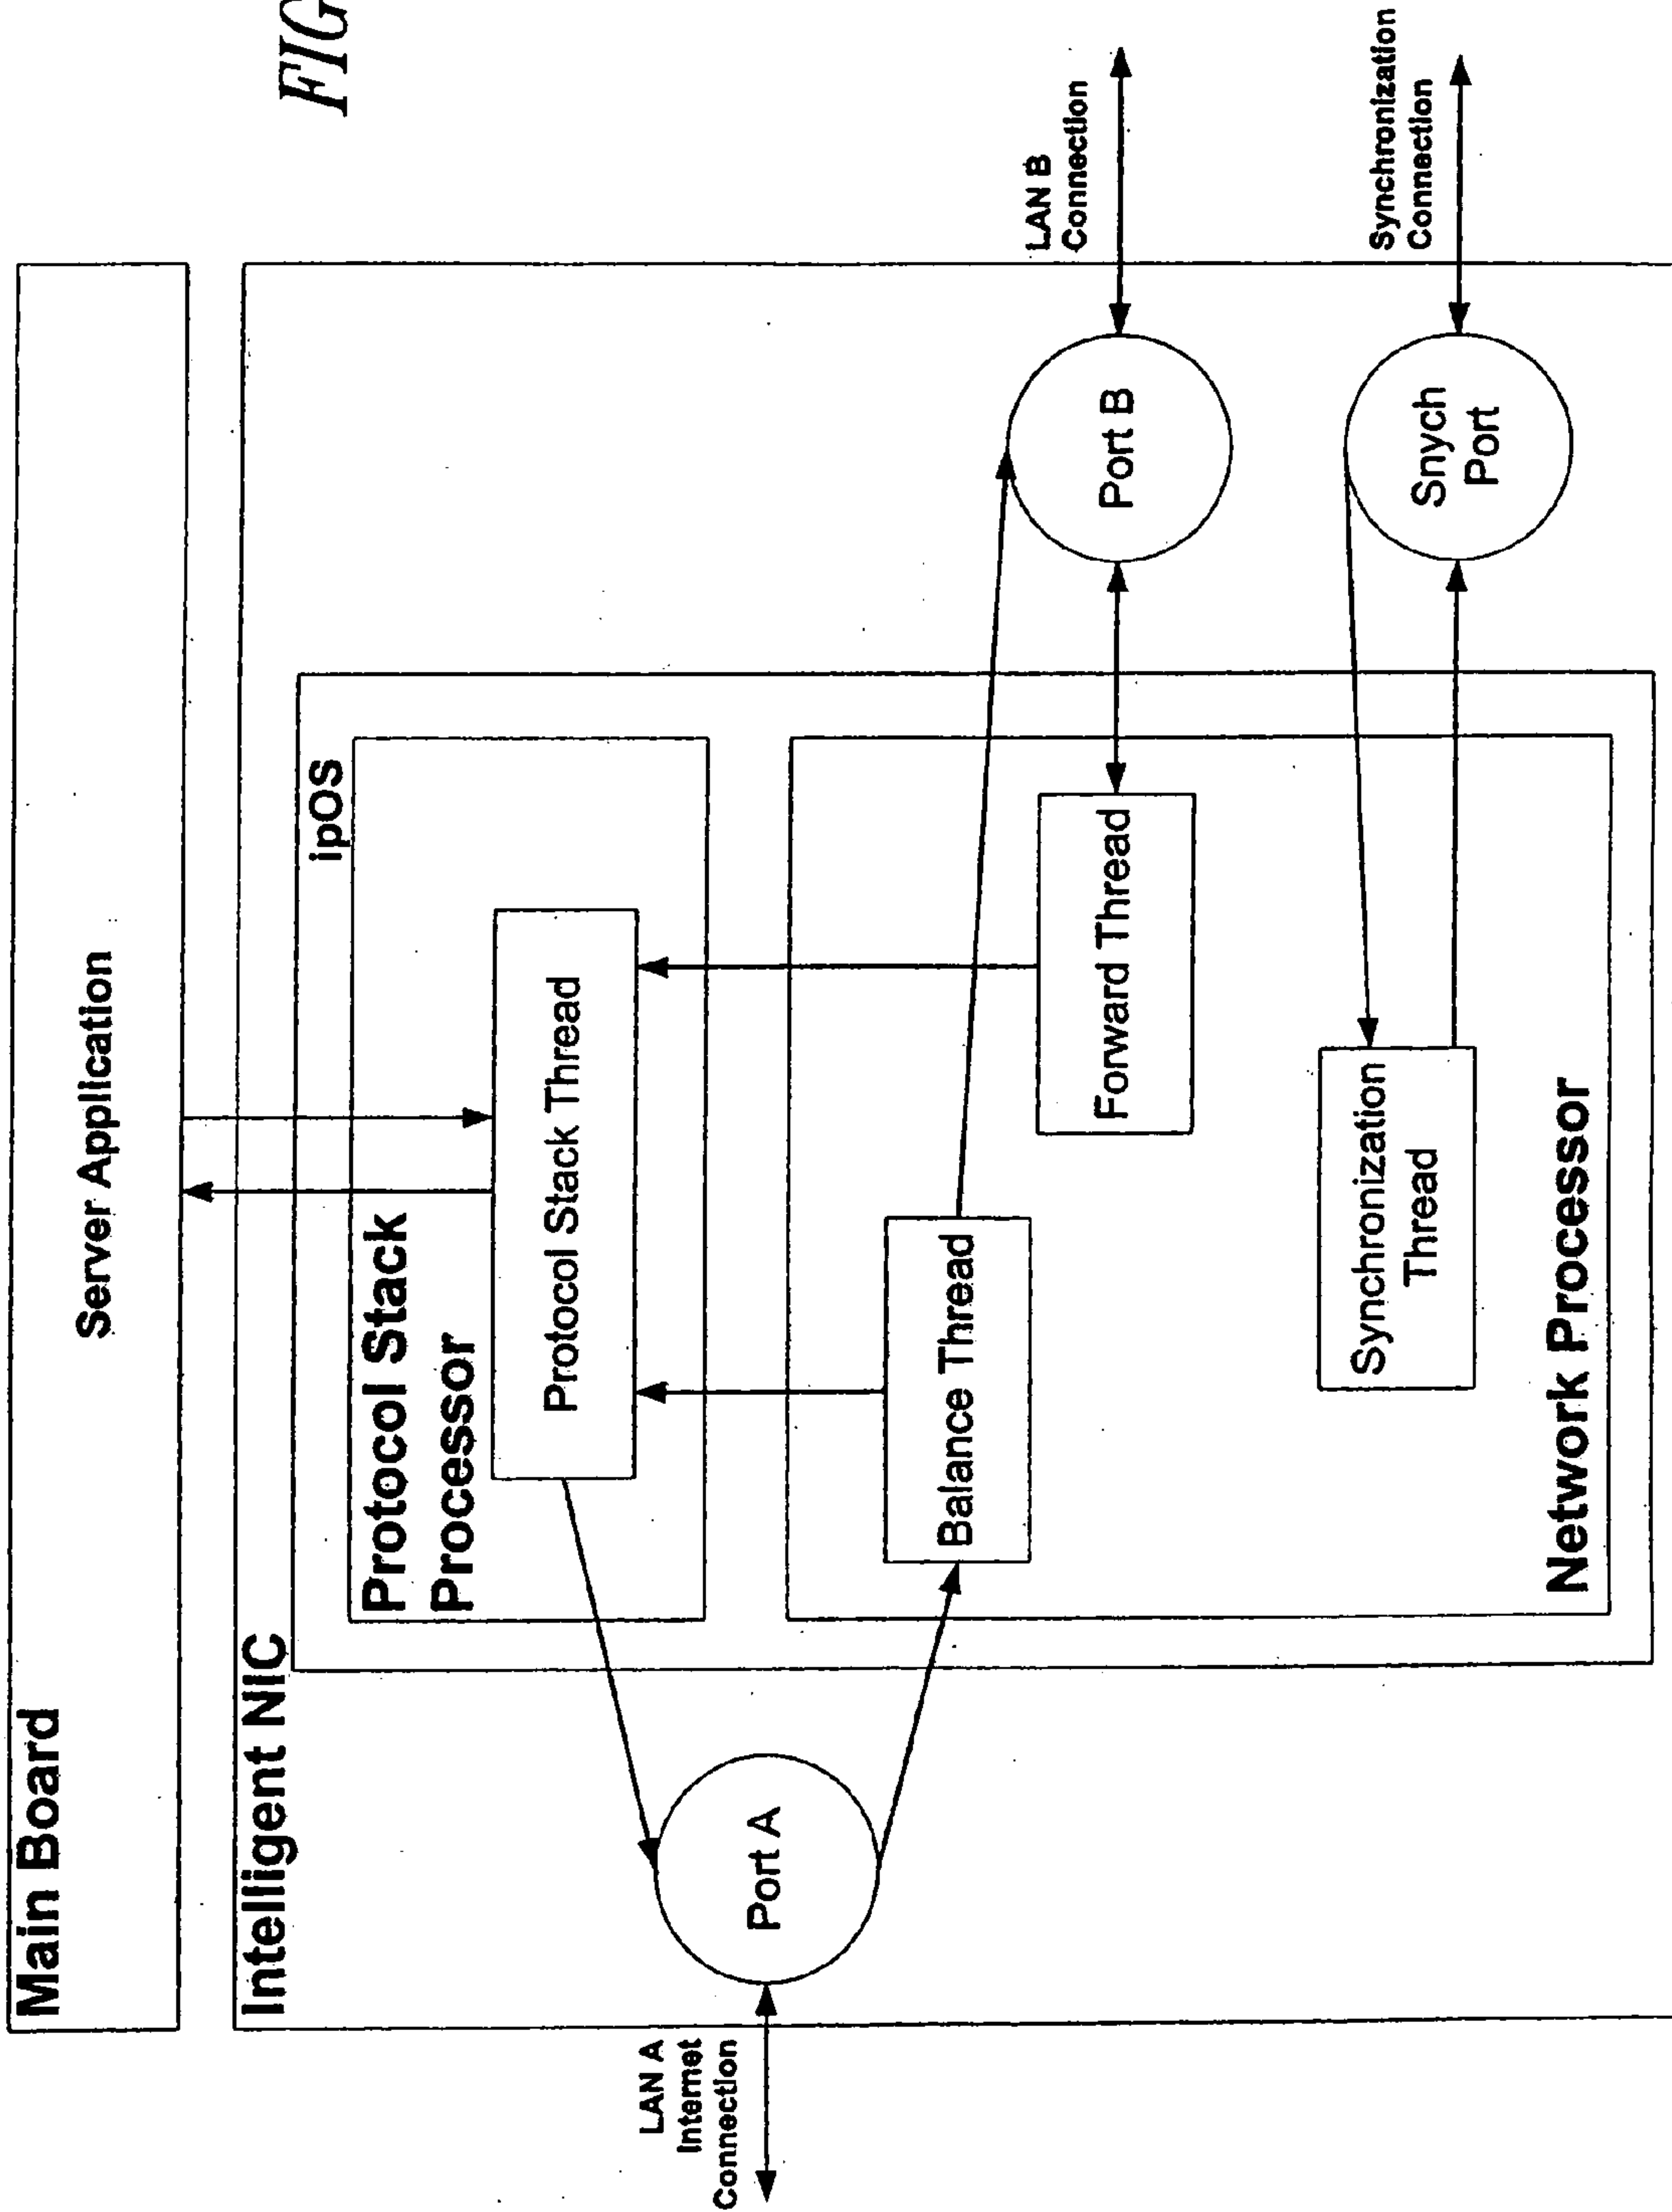 FIG
Main Board
Server Application
Intelligent NIC
ipOS
Protocol Stack
Processor
Protocol Stack Thread
LAN A
Internet
Connection
Port A
Balance Thread
Forward Thread
Port B
LAN B
Connection
Synchronization
Thread
Snych
Port
Synchronization
Connection
Network Processor